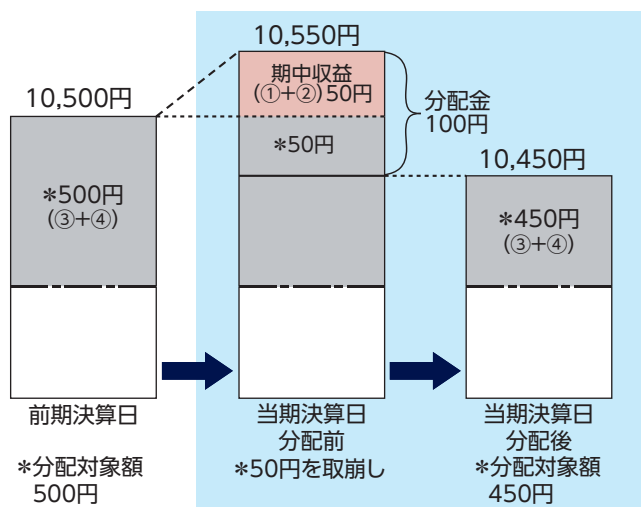 10,500円
*500円
(③+④)
前期決算日
*分配対象額
500円
10,550円
期中収益
(①+②)50円
*50円
分配金
100円
当期決算日
分配前
*50円を取崩し
10,450円
*450円
(③+④)
当期決算日
分配後
*分配対象額
450円